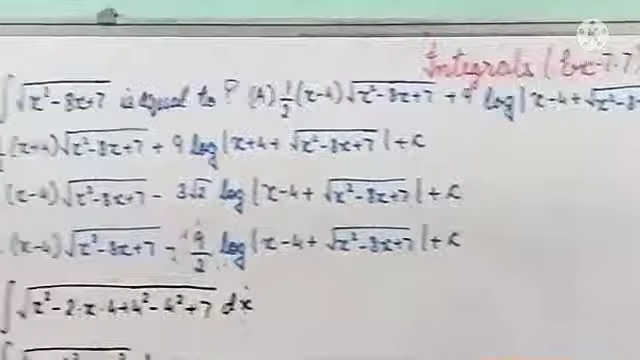 Integrals (Ex-7.7)
∫√x²-8x+7 is equal to ? (A) 1/2 (x-4)√x²-8x+7 + 9 log|x-4+√x²-8
(x+4)√x²-8x+7 + 9 log|x+4+ √x²-8x+7|+c
(x-4)√x²-8x+7 - 3√2 log|x-4+ √x²-8x+7|+c
(x-4)√x²-8x+7 - 9/2 log|x-4+ √x²-8x+7|+c
∫√x²-2·x·4+4²-4²+7 dx